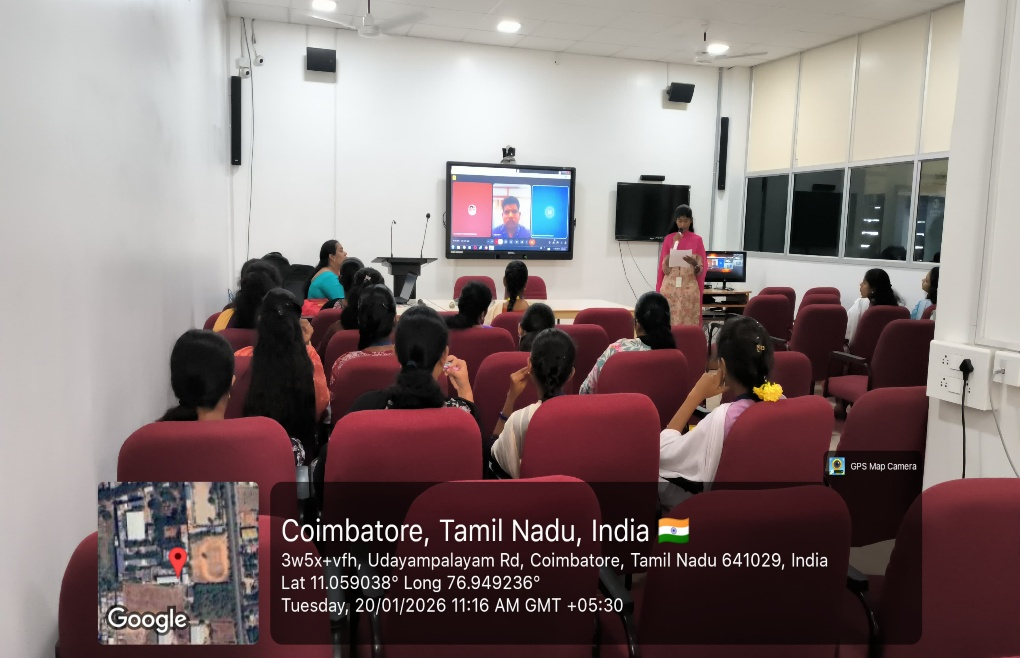 GPS Map Camera
Coimbatore, Tamil Nadu, India
3w5x+vfh, Udayampalayam Rd, Coimbatore, Tamil Nadu 641029, India
Lat 11.059038° Long 76.949236°
Tuesday, 20/01/2026 11:16 AM GMT +05:30
Google